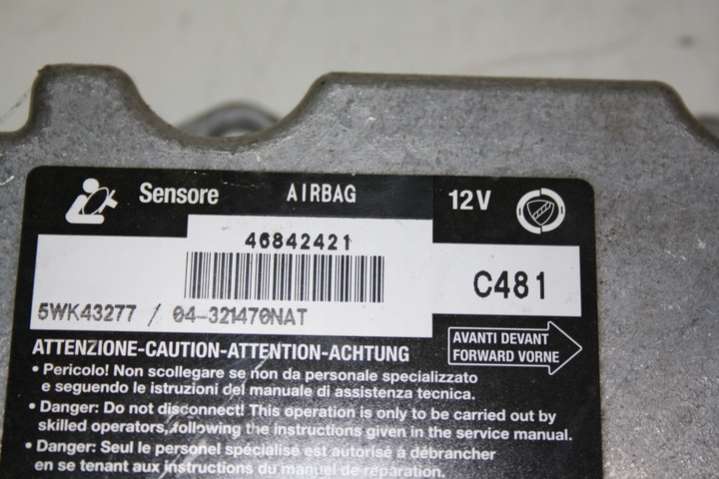 Sensore AIRBAG 12V
46842421
C481
5WK43277 / 04-321470NAT
AVANTI DEVANT
FORWARD VORNE
ATTENZIONE-CAUTION-ATTENTION-ACHTUNG
• Pericolo! Non scollegare se non da personale specializzato
e seguendo le istruzioni del manuale di assistenza tecnica.
• Danger: Do not disconnect! This operation is only to be carried out by
skilled operators, following the instructions given in the service manual.
• Danger: Seul le personel spécialisé est autorisé à débrancher
en se tenant aux instructions du manuel de réparation.